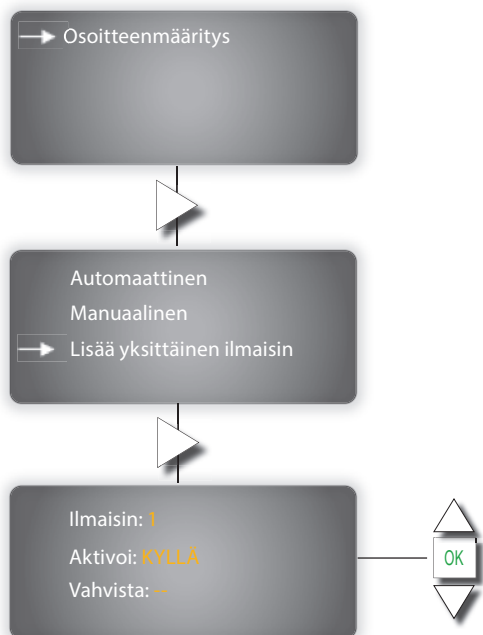 Osoitteenmääritys
Automaattinen
Manuaalinen
Lisää yksittäinen ilmaisin
Ilmaisin: 1
Aktivoi: KYLLÄ
OK
Vahvista: --